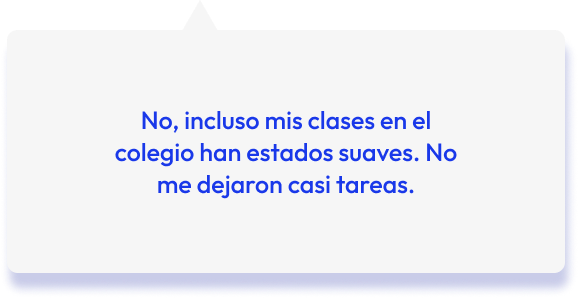 No, incluso mis clases en el
colegio han estados suaves. No
me dejaron casi tareas.